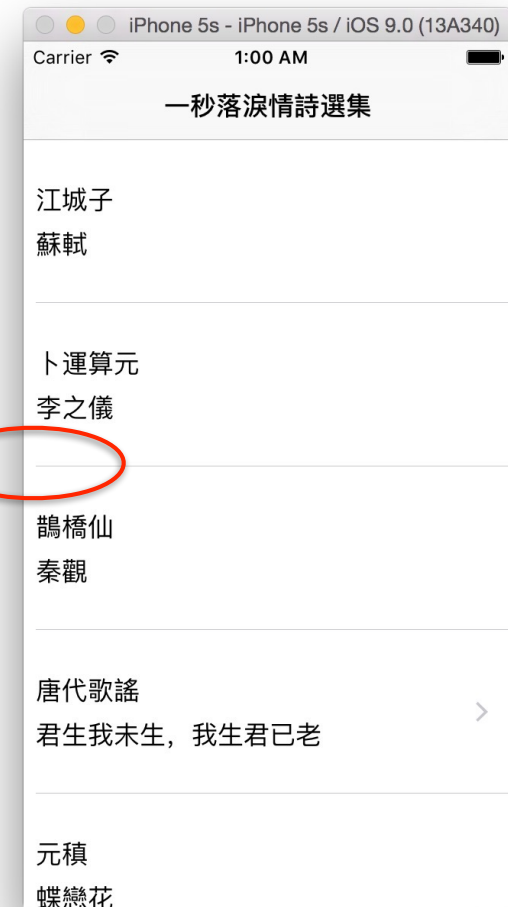 iPhone 5s - iPhone 5s / iOS 9.0 (13A340)
Carrier 1:00 AM
一秒落淚情詩選集
江城子
蘇軾
卜運算元
李之儀
鵲橋仙
秦觀
唐代歌謠
君生我未生，我生君已老
元稹
蝶戀花